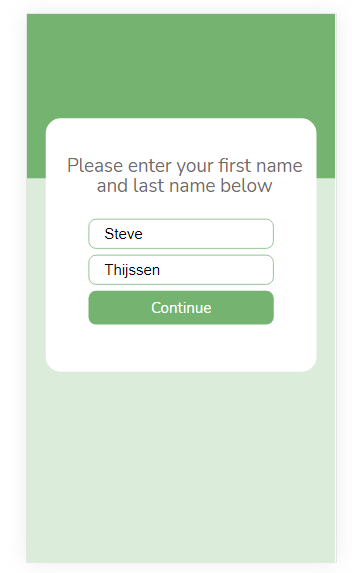 Please enter your first name
and last name below
Steve
Thijssen
Continue